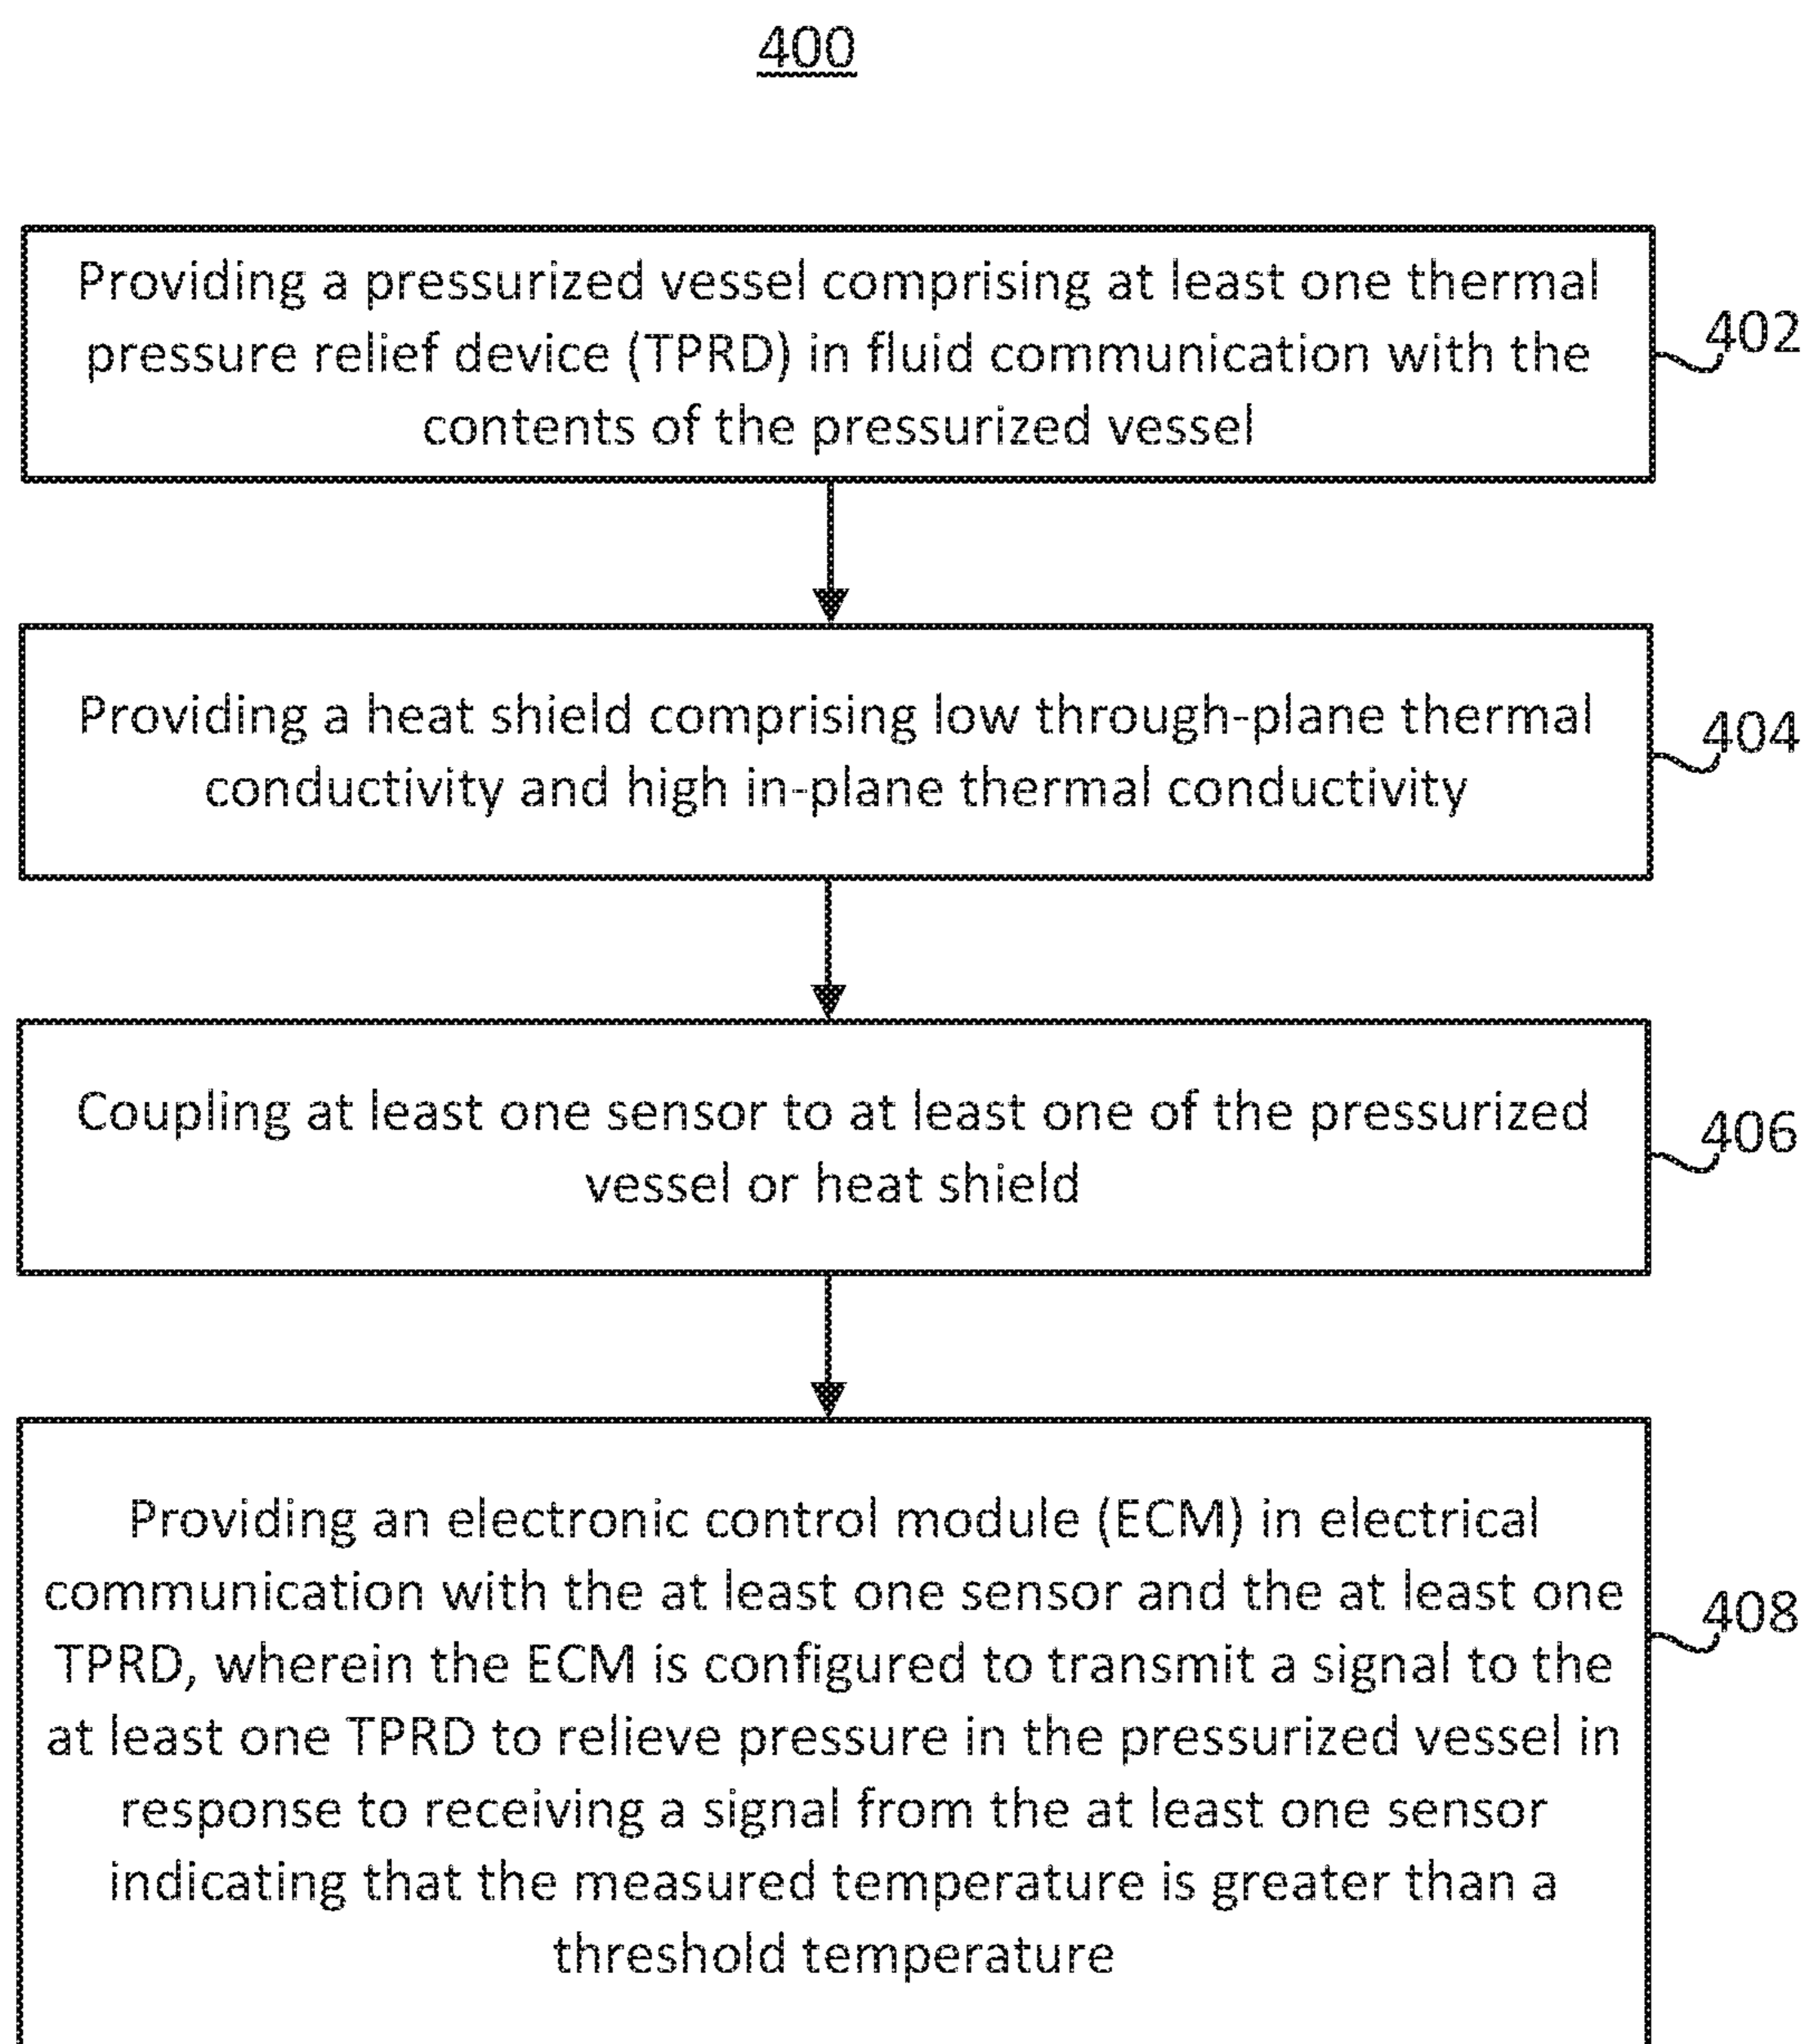 400
Providing a pressurized vessel comprising at least one thermal
pressure relief device (TPRD) in fluid communication with the
contents of the pressurized vessel
402
Providing a heat shield comprising low through-plane thermal
conductivity and high in-plane thermal conductivity
404
Coupling at least one sensor to at least one of the pressurized
vessel or heat shield
406
Providing an electronic control module (ECM) in electrical
communication with the at least one sensor and the at least one
TPRD, wherein the ECM is configured to transmit a signal to the
at least one TPRD to relieve pressure in the pressurized vessel in
response to receiving a signal from the at least one sensor
indicating that the measured temperature is greater than a
threshold temperature
408